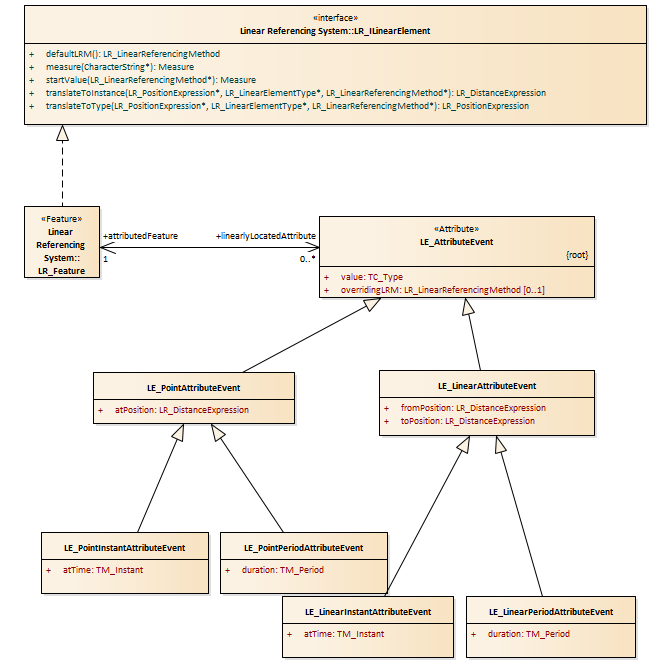 «interface»
Linear Referencing System::LR_ILinearElement
+ defaultLRM(): LR_LinearReferencingMethod
+ measure(CharacterString*): Measure
+ startValue(LR_LinearReferencingMethod*): Measure
+ translateToInstance(LR_PositionExpression*, LR_LinearElementType*, LR_LinearReferencingMethod*): LR_DistanceExpression
+ translateToType(LR_PositionExpression*, LR_LinearElementType*, LR_LinearReferencingMethod*): LR_PositionExpression
«Feature»
Linear
Referencing
System::
LR_Feature
+attributedFeature
1
+linearlyLocatedAttribute
0..*
«Attribute»
LE_AttributeEvent
{root}
+ value: TC_Type
+ overridingLRM: LR_LinearReferencingMethod [0..1]
LE_PointAttributeEvent
+ atPosition: LR_DistanceExpression
LE_LinearAttributeEvent
+ fromPosition: LR_DistanceExpression
+ toPosition: LR_DistanceExpression
LE_PointInstantAttributeEvent
+ atTime: TM_Instant
LE_PointPeriodAttributeEvent
+ duration: TM_Period
LE_LinearInstantAttributeEvent
+ atTime: TM_Instant
LE_LinearPeriodAttributeEvent
+ duration: TM_Period